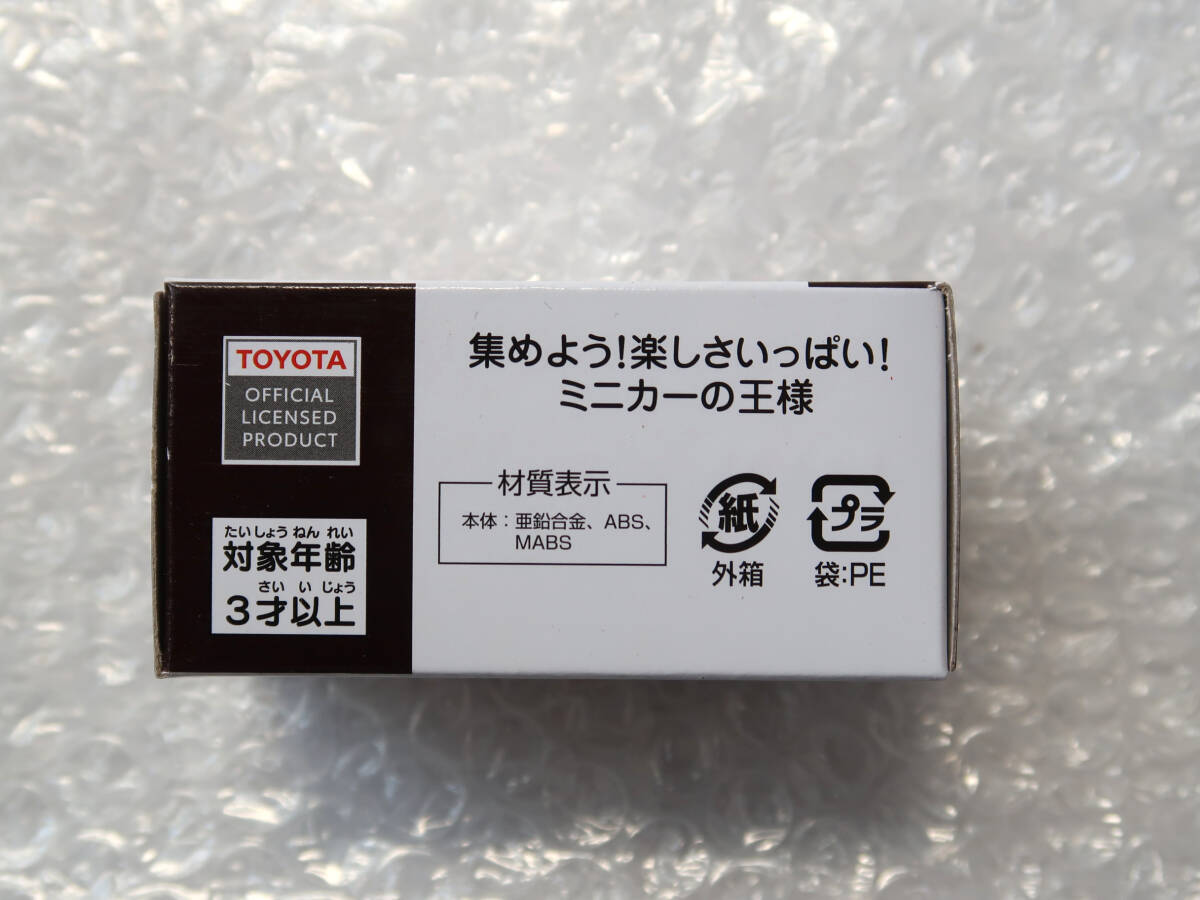 TOYOTA
OFFICIAL
LICENSED
PRODUCT
たいしょうねんれい
対象年齢
さいいじょう
3才以上
集めよう!楽しさいっぱい!
ミニカーの王様
材質表示
本体：亜鉛合金、ABS、
MABS
紙
外箱
プラ
袋:PE